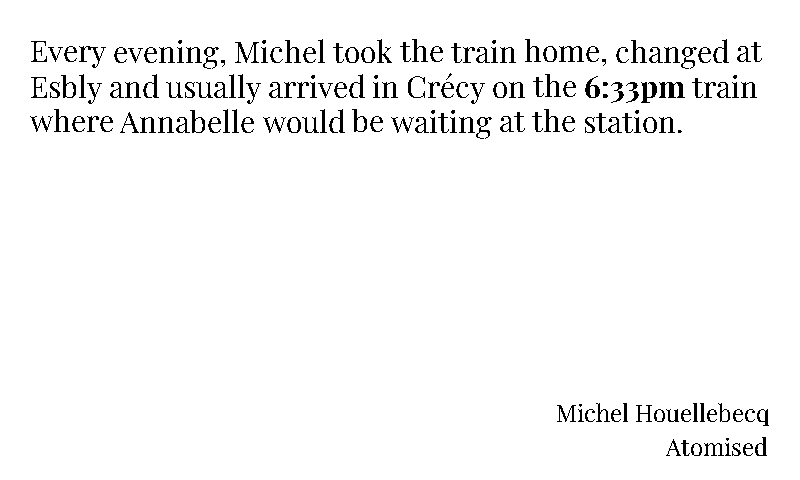 Every evening, Michel took the train home, changed at
Esbly and usually arrived in Crécy on the 6:33pm train
where Annabelle would be waiting at the station.
Michel Houellebecq
Atomised